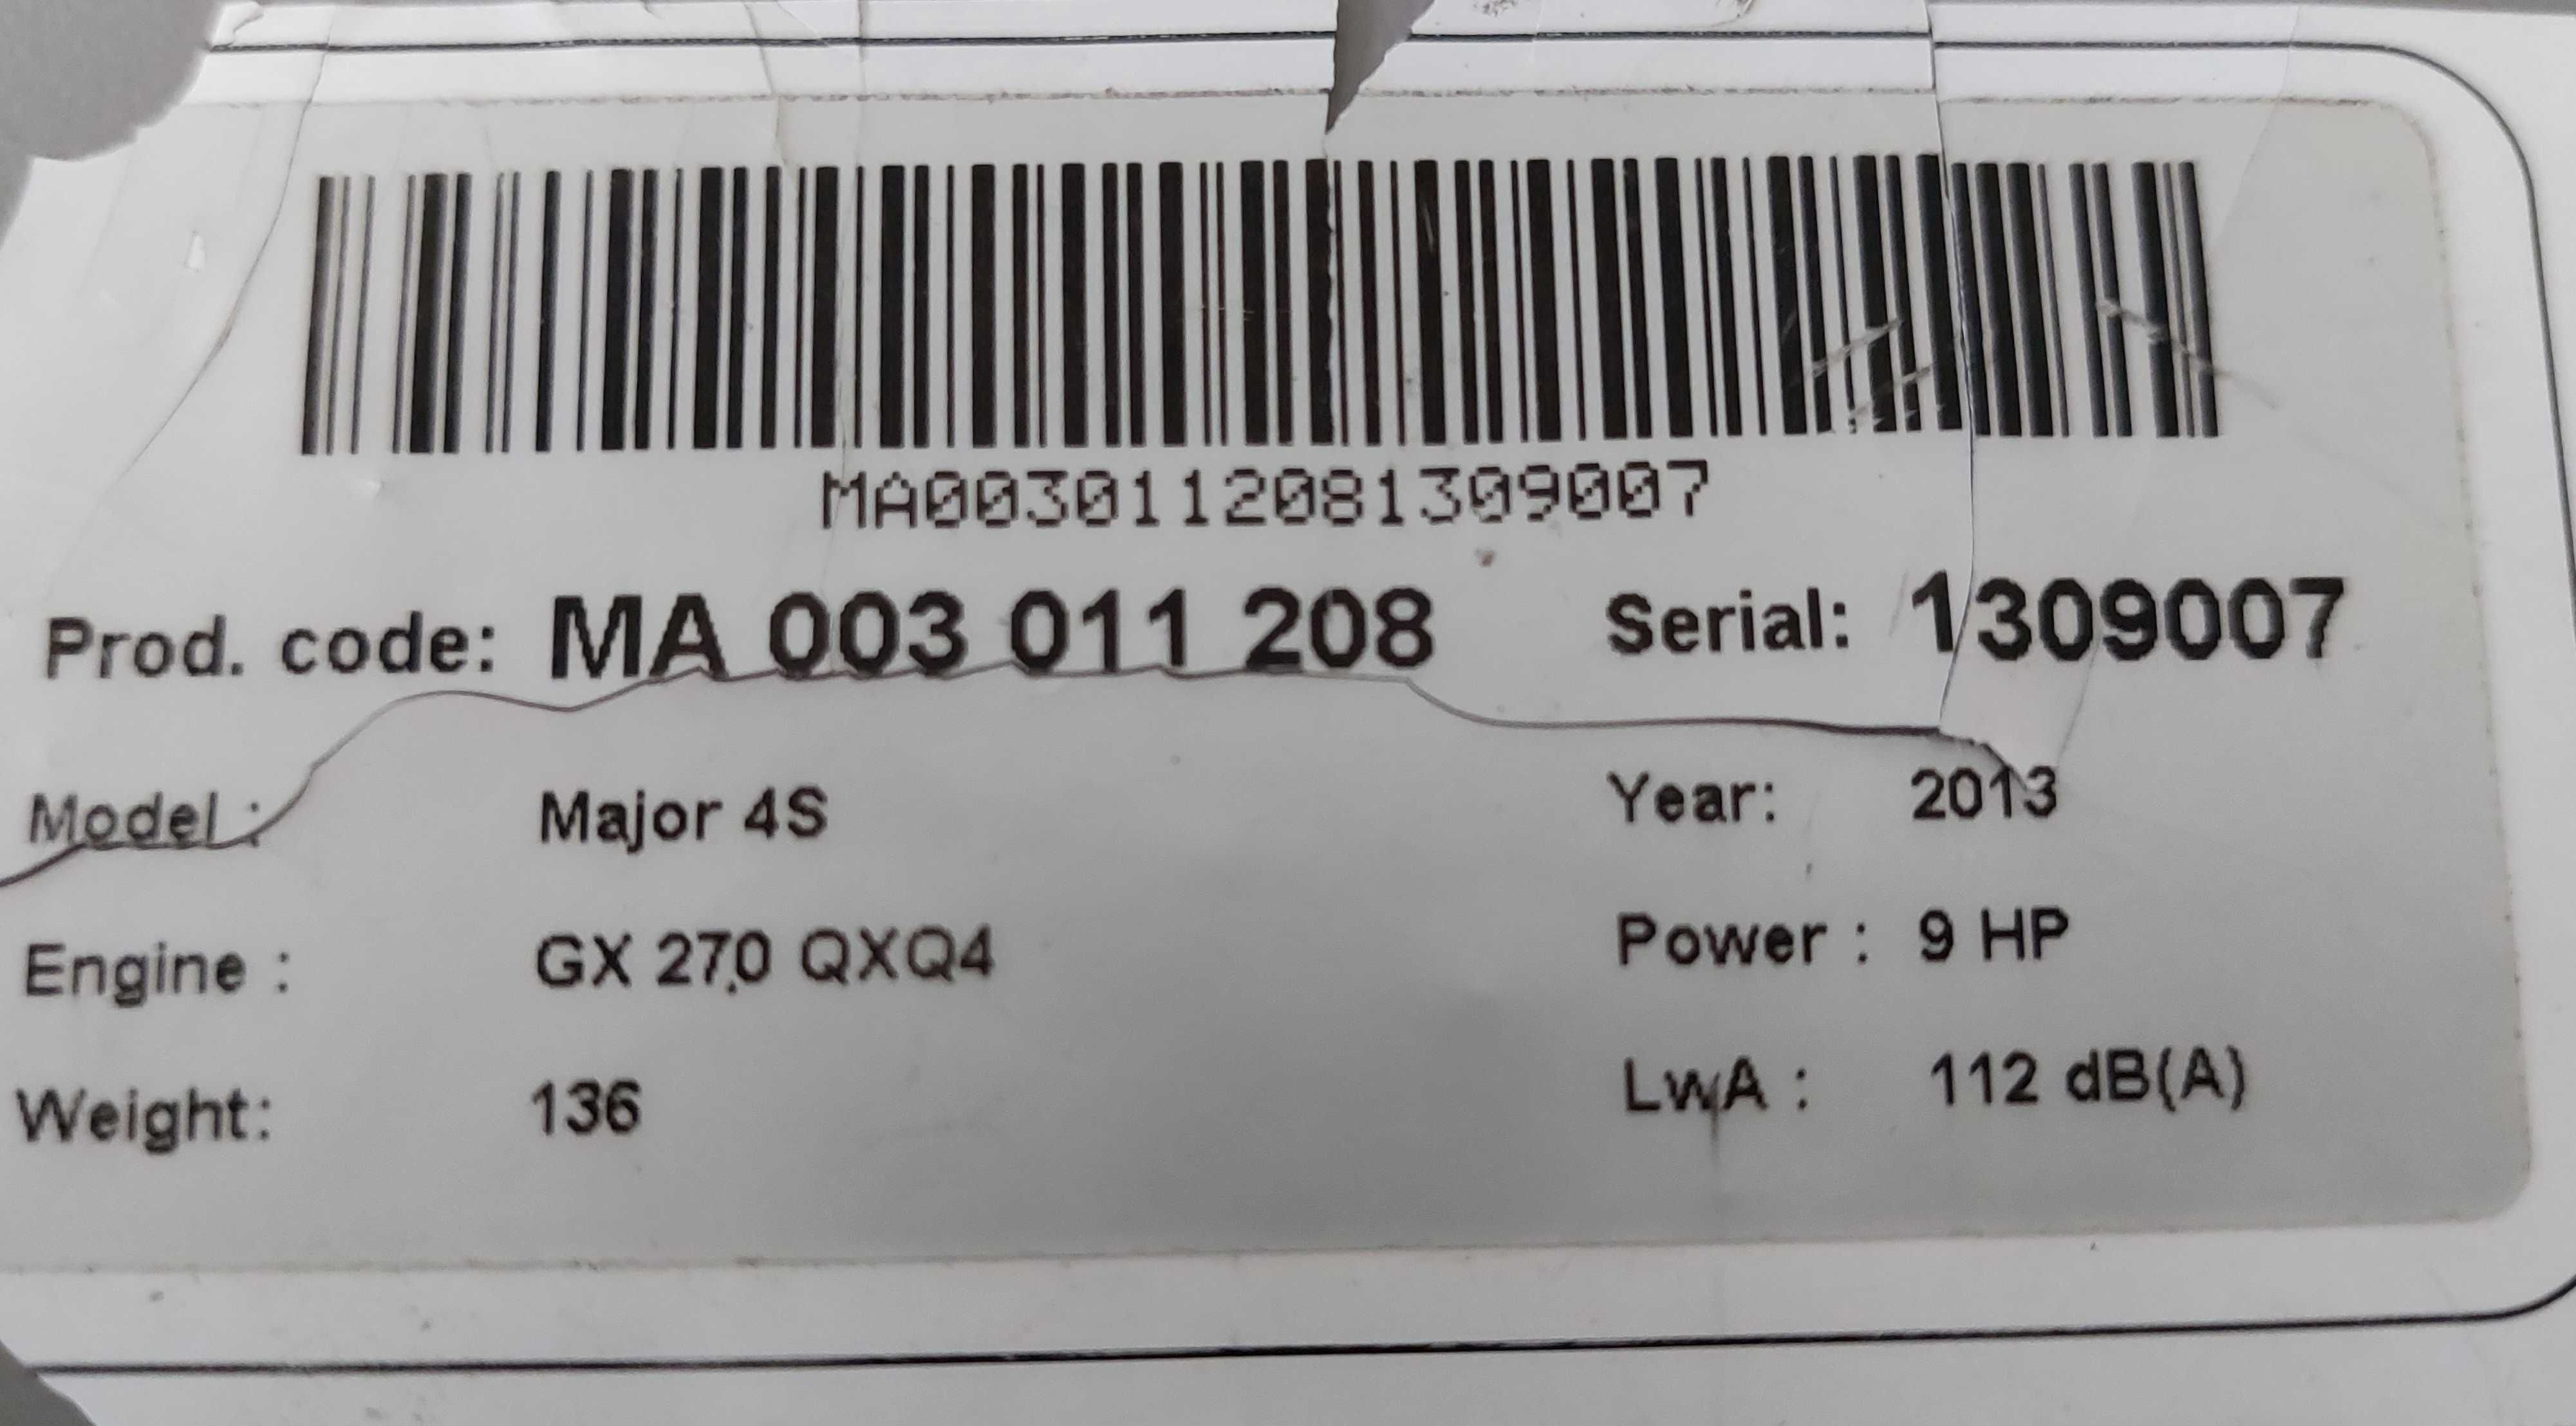 MA0030112081309007
Prod. code: MA 003 011 208 Serial: 1309007
Model : Major 4S Year: 2013
Engine : GX 270 QXQ4 Power : 9 HP
Weight: 136 LwA : 112 dB(A)